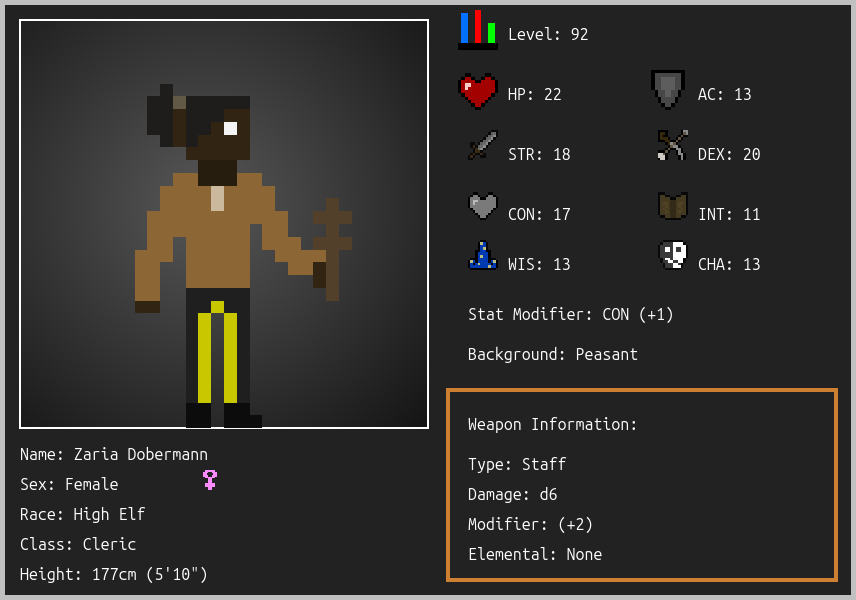 Level: 92
HP: 22
AC: 13
STR: 18
DEX: 20
CON: 17
INT: 11
WIS: 13
CHA: 13
Stat Modifier: CON (+1)
Background: Peasant
Weapon Information:
Type: Staff
Damage: d6
Modifier: (+2)
Elemental: None
Name: Zaria Dobermann
Sex: Female
Race: High Elf
Class: Cleric
Height: 177cm (5'10")